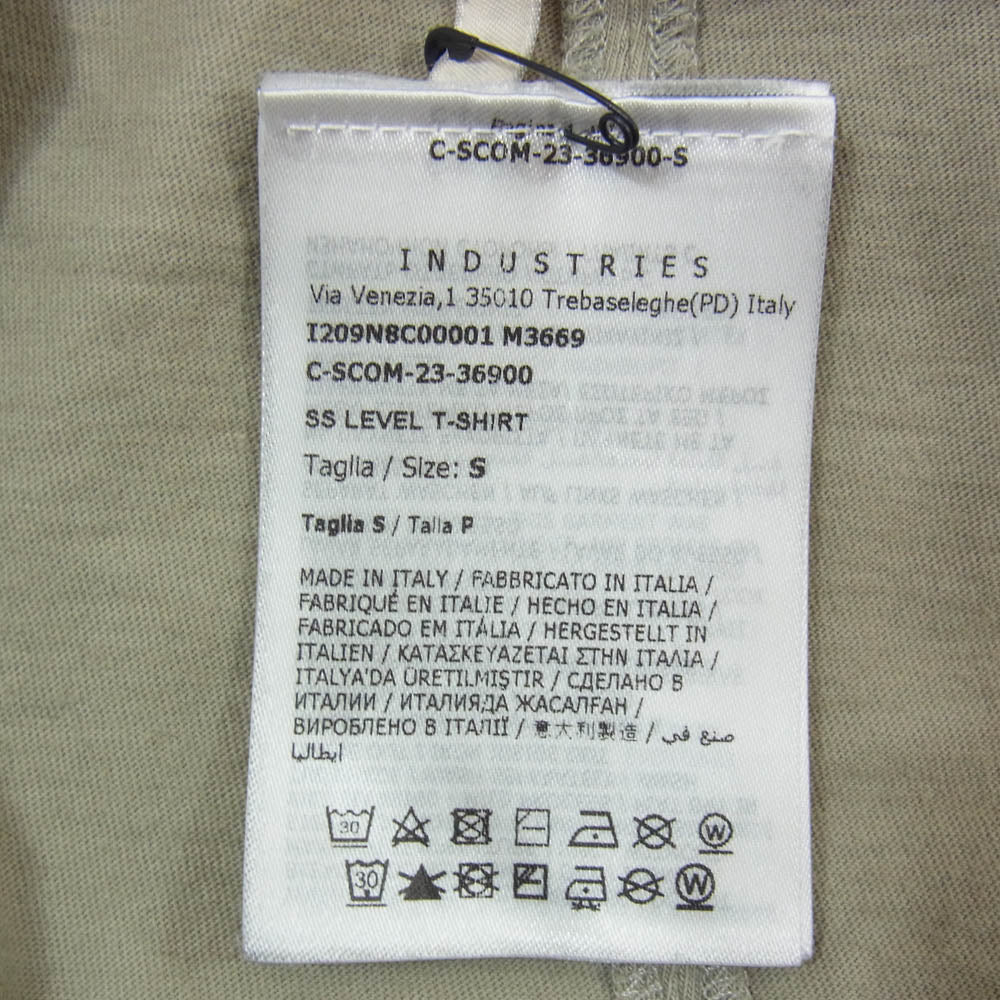 C-SCOM-23-36900-S
INDUSTRIES
Via Venezia,1 35010 Trebaseleghe(PD) Italy
I209N8C00001 M3669
C-SCOM-23-36900
SS LEVEL T-SHIRT
Taglia / Size: S
Taglia S / Talla P
MADE IN ITALY / FABBRICATO IN ITALIA /
FABRIQUÉ EN ITALIE / HECHO EN ITALIA /
FABRICADO EM ITÁLIA / HERGESTELLT IN
ITALIEN / ΚΑΤΑΣΚΕΥΑΖΕΤΑΙ ΣΤΗΝ ΙΤΑΛΙΑ /
ITALYA'DA ÜRETILMIŞTIR / СДЕЛАНО В
ИТАЛИИ / ИТАЛИЯДА ЖАСАЛҒАН /
ВИРОБЛЕНО В ІТАЛІЇ / 意大利製造 / صنع في
ايطاليا
30 W
30 W